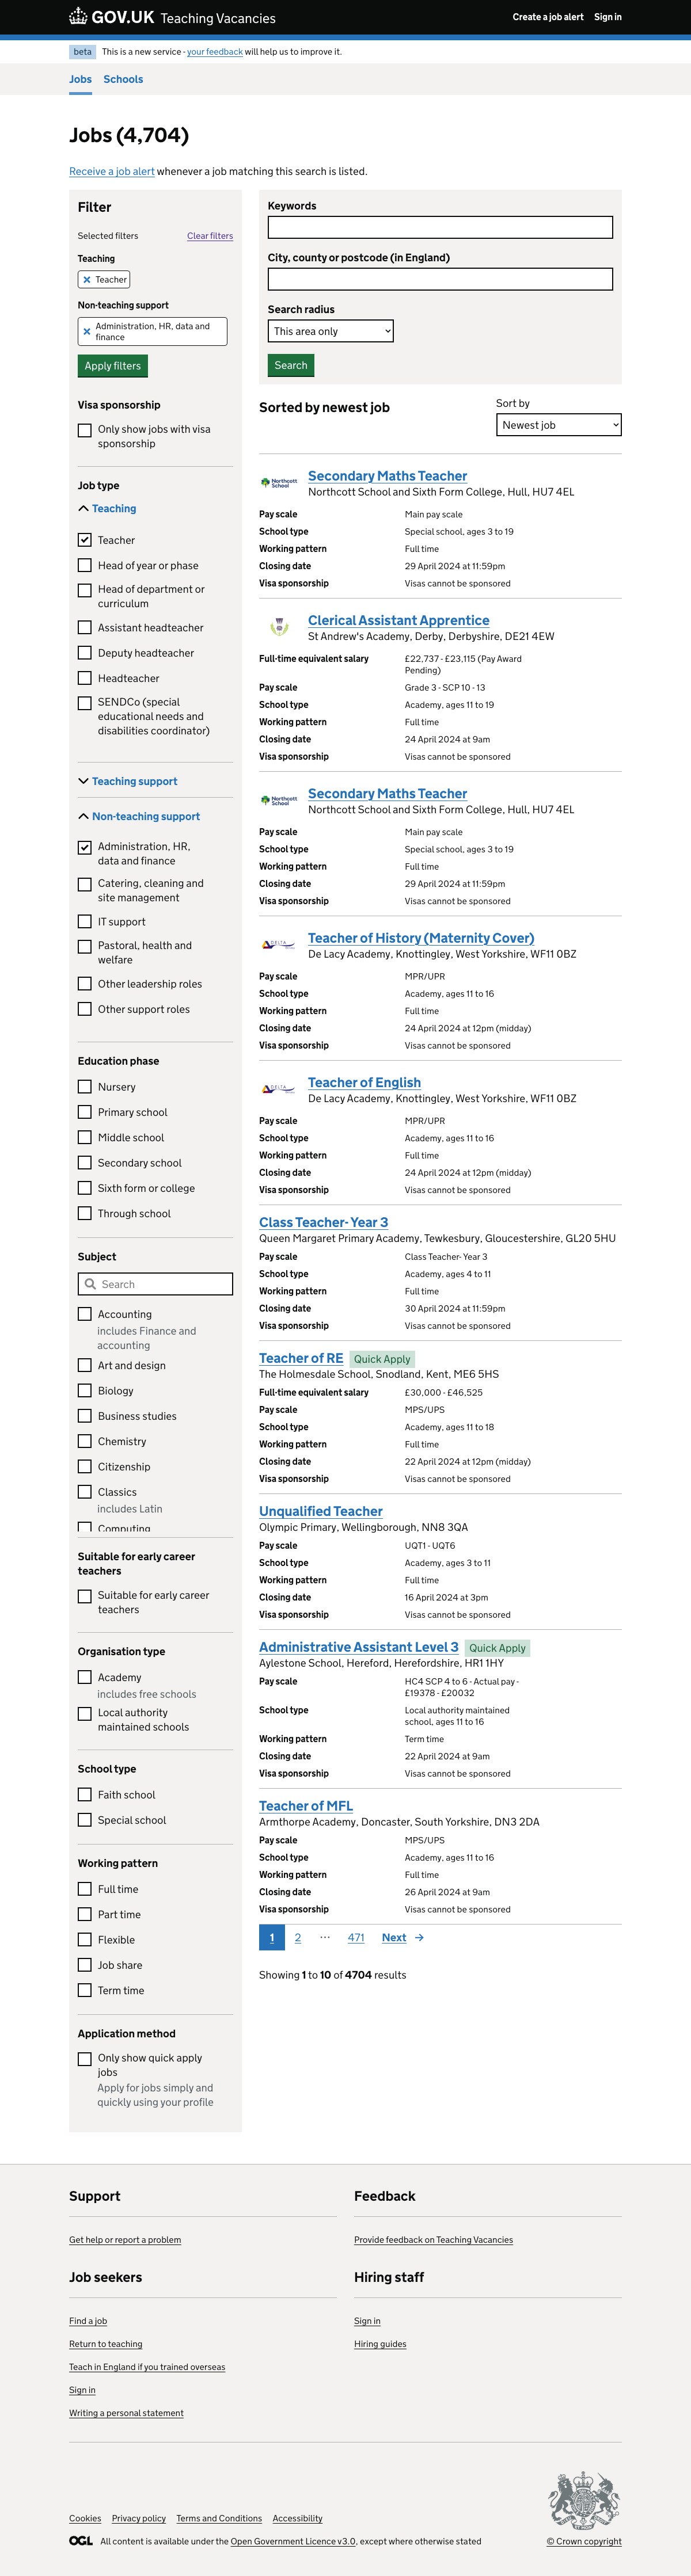 GOV.UK Teaching Vacancies
Create a job alert Sign in
beta This is a new service - your feedback will help us to improve it.
Jobs Schools
Jobs (4,704)
Receive a job alert whenever a job matching this search is listed.
Filter
Selected filters Clear filters
Teaching
Teacher
Non-teaching support
Administration, HR, data and
finance
Apply filters
Visa sponsorship
Only show jobs with visa
sponsorship
Job type
Teaching
Teacher
Head of year or phase
Head of department or
curriculum
Assistant headteacher
Deputy headteacher
Headteacher
SENDCo (special
educational needs and
disabilities coordinator)
Teaching support
Non-teaching support
Administration, HR,
data and finance
Catering, cleaning and
site management
IT support
Pastoral, health and
welfare
Other leadership roles
Other support roles
Education phase
Nursery
Primary school
Middle school
Secondary school
Sixth form or college
Through school
Subject
Search
Accounting
includes Finance and
accounting
Art and design
Biology
Business studies
Chemistry
Citizenship
Classics
includes Latin
Computing
Suitable for early career
teachers
Suitable for early career
teachers
Organisation type
Academy
includes free schools
Local authority
maintained schools
School type
Faith school
Special school
Working pattern
Full time
Part time
Flexible
Job share
Term time
Application method
Only show quick apply
jobs
Apply for jobs simply and
quickly using your profile
Keywords
City, county or postcode (in England)
Search radius
This area only
Search
Sorted by newest job
Sort by
Newest job
Northcott
School
Secondary Maths Teacher
Northcott School and Sixth Form College, Hull, HU7 4EL
Pay scale Main pay scale
School type Special school, ages 3 to 19
Working pattern Full time
Closing date 29 April 2024 at 11:59pm
Visa sponsorship Visas cannot be sponsored
Clerical Assistant Apprentice
St Andrew's Academy, Derby, Derbyshire, DE21 4EW
Full-time equivalent salary £22,737 - £23,115 (Pay Award
Pending)
Pay scale Grade 3 - SCP 10 - 13
School type Academy, ages 11 to 19
Working pattern Full time
Closing date 24 April 2024 at 9am
Visa sponsorship Visas cannot be sponsored
Northcott
School
Secondary Maths Teacher
Northcott School and Sixth Form College, Hull, HU7 4EL
Pay scale Main pay scale
School type Special school, ages 3 to 19
Working pattern Full time
Closing date 29 April 2024 at 11:59pm
Visa sponsorship Visas cannot be sponsored
DELTA
Teacher of History (Maternity Cover)
De Lacy Academy, Knottingley, West Yorkshire, WF11 0BZ
Pay scale MPR/UPR
School type Academy, ages 11 to 16
Working pattern Full time
Closing date 24 April 2024 at 12pm (midday)
Visa sponsorship Visas cannot be sponsored
DELTA
Teacher of English
De Lacy Academy, Knottingley, West Yorkshire, WF11 0BZ
Pay scale MPR/UPR
School type Academy, ages 11 to 16
Working pattern Full time
Closing date 24 April 2024 at 12pm (midday)
Visa sponsorship Visas cannot be sponsored
Class Teacher- Year 3
Queen Margaret Primary Academy, Tewkesbury, Gloucestershire, GL20 5HU
Pay scale Class Teacher- Year 3
School type Academy, ages 4 to 11
Working pattern Full time
Closing date 30 April 2024 at 11:59pm
Visa sponsorship Visas cannot be sponsored
Teacher of RE Quick Apply
The Holmesdale School, Snodland, Kent, ME6 5HS
Full-time equivalent salary £30,000 - £46,525
Pay scale MPS/UPS
School type Academy, ages 11 to 18
Working pattern Full time
Closing date 22 April 2024 at 12pm (midday)
Visa sponsorship Visas cannot be sponsored
Unqualified Teacher
Olympic Primary, Wellingborough, NN8 3QA
Pay scale UQT1 - UQT6
School type Academy, ages 3 to 11
Working pattern Full time
Closing date 16 April 2024 at 3pm
Visa sponsorship Visas cannot be sponsored
Administrative Assistant Level 3 Quick Apply
Aylestone School, Hereford, Herefordshire, HR1 1HY
Pay scale HC4 SCP 4 to 6 - Actual pay -
£19378 - £20032
School type Local authority maintained
school, ages 11 to 16
Working pattern Term time
Closing date 22 April 2024 at 9am
Visa sponsorship Visas cannot be sponsored
Teacher of MFL
Armthorpe Academy, Doncaster, South Yorkshire, DN3 2DA
Pay scale MPS/UPS
School type Academy, ages 11 to 16
Working pattern Full time
Closing date 26 April 2024 at 9am
Visa sponsorship Visas cannot be sponsored
1 2 ⋯ 471 Next →
Showing 1 to 10 of 4704 results
Support
Get help or report a problem
Feedback
Provide feedback on Teaching Vacancies
Job seekers
Find a job
Return to teaching
Teach in England if you trained overseas
Sign in
Writing a personal statement
Hiring staff
Sign in
Hiring guides
Cookies Privacy policy Terms and Conditions Accessibility
OGL All content is available under the Open Government Licence v3.0, except where otherwise stated
© Crown copyright